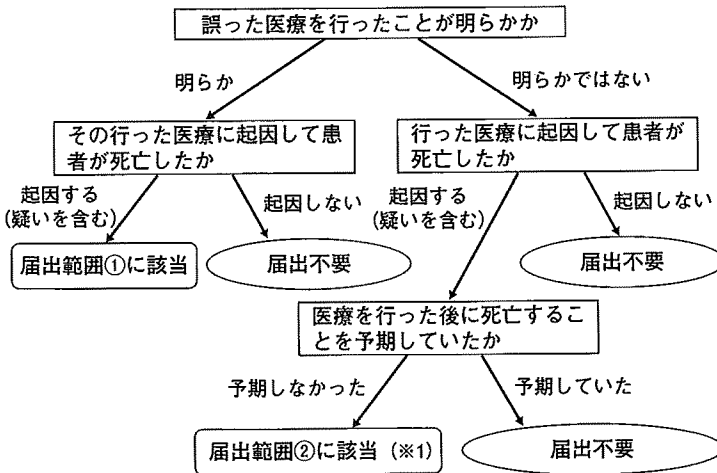 誤った医療を行ったことが明らかか
明らか
明らかではない
その行った医療に起因して患
者が死亡したか
行った医療に起因して患者が
死亡したか
起因する
(疑いを含む)
起因しない
起因する
(疑いを含む)
起因しない
届出範囲①に該当
届出不要
届出不要
医療を行った後に死亡するこ
とを予期していたか
予期しなかった
予期していた
届出範囲②に該当 (※1)
届出不要